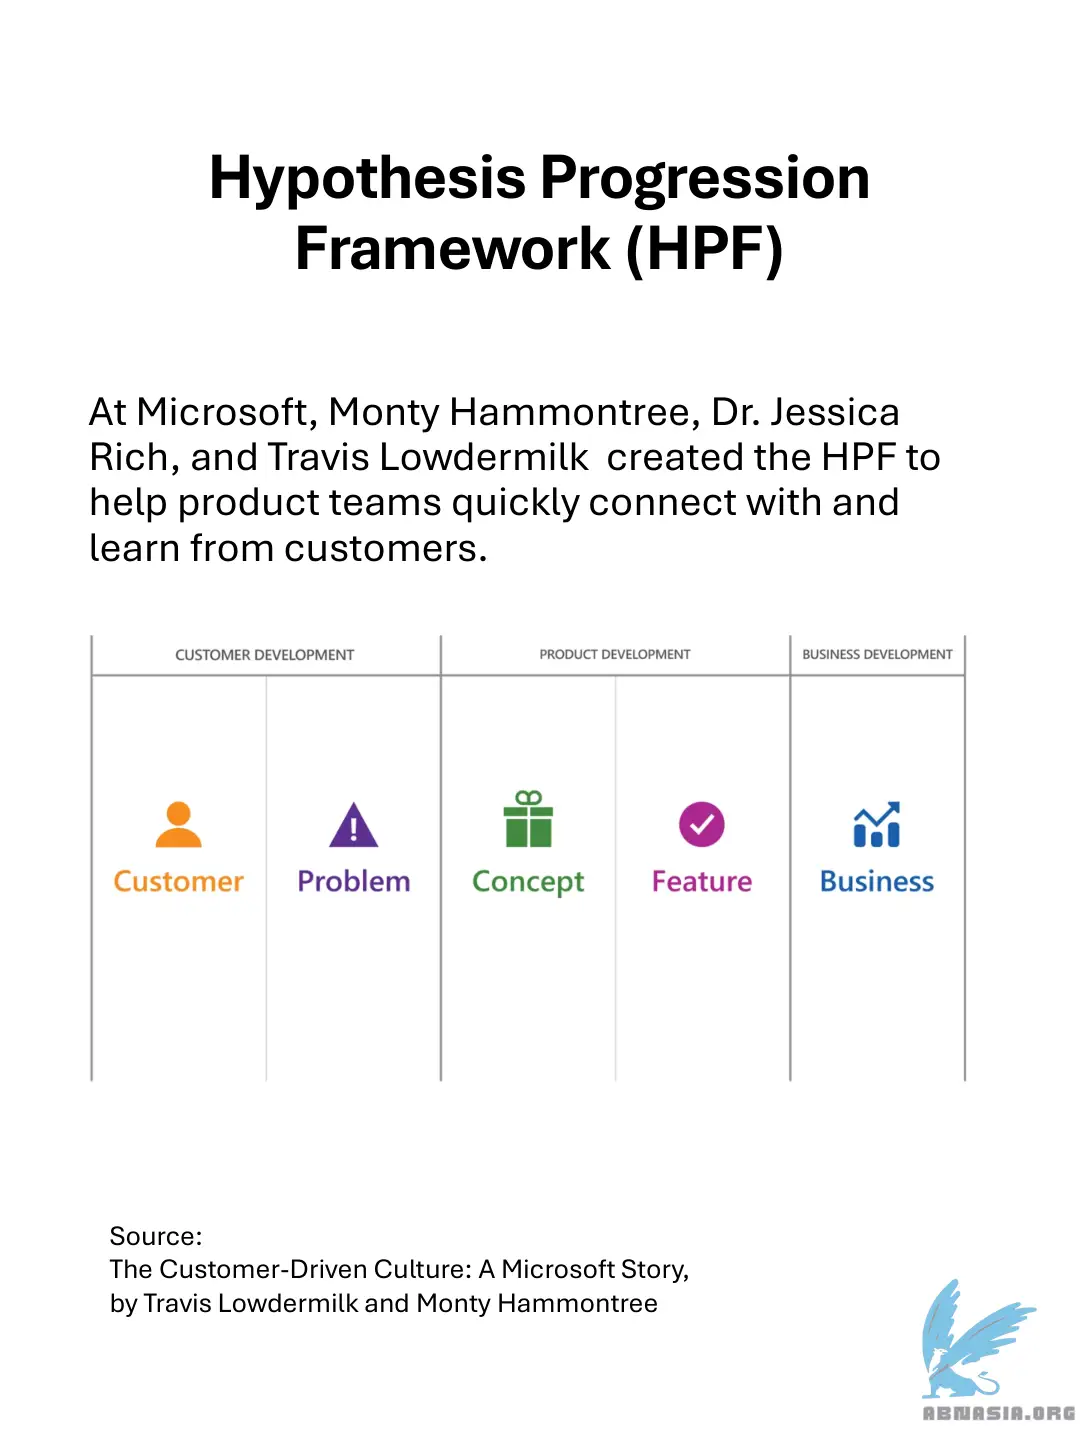 Hypothesis Progression
Framework (HPF)
At Microsoft, Monty Hammontree, Dr. Jessica
Rich, and Travis Lowdermilk  created the HPF to
help product teams quickly connect with and
learn from customers.
CUSTOMER DEVELOPMENT
PRODUCT DEVELOPMENT
BUSINESS DEVELOPMENT
Customer
Problem
Concept
Feature
Business
Source:
The Customer-Driven Culture: A Microsoft Story,
by Travis Lowdermilk and Monty Hammontree
ABNASIA.ORG